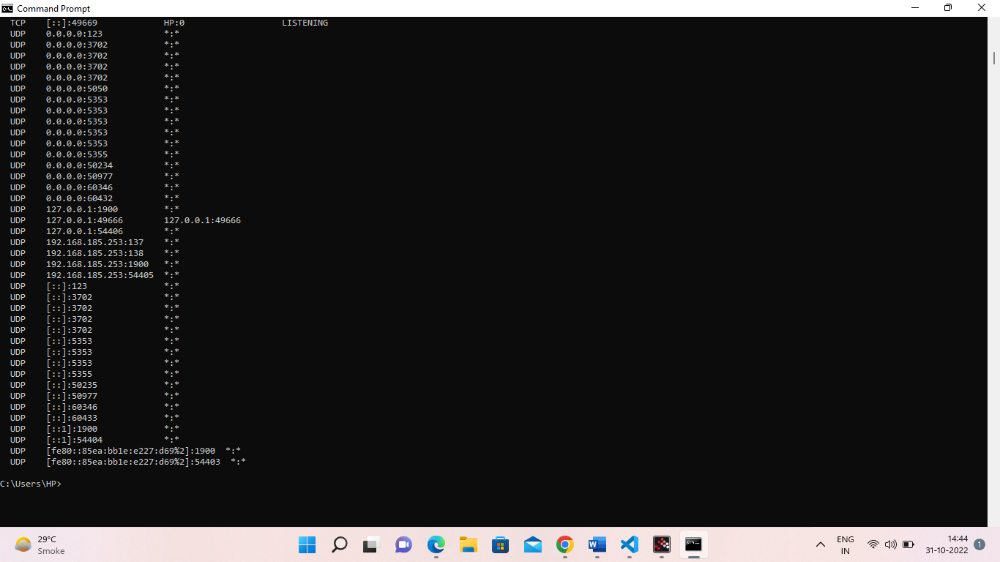 Command Prompt
TCP    [::]:49669             HP:0                   LISTENING
UDP    0.0.0.0:123            *:*
UDP    0.0.0.0:3702           *:*
UDP    0.0.0.0:3702           *:*
UDP    0.0.0.0:3702           *:*
UDP    0.0.0.0:3702           *:*
UDP    0.0.0.0:5050           *:*
UDP    0.0.0.0:5353           *:*
UDP    0.0.0.0:5353           *:*
UDP    0.0.0.0:5353           *:*
UDP    0.0.0.0:5353           *:*
UDP    0.0.0.0:5353           *:*
UDP    0.0.0.0:5355           *:*
UDP    0.0.0.0:50234          *:*
UDP    0.0.0.0:50977          *:*
UDP    0.0.0.0:60346          *:*
UDP    0.0.0.0:60432          *:*
UDP    127.0.0.1:1900         *:*
UDP    127.0.0.1:49666        127.0.0.1:49666
UDP    127.0.0.1:54406        *:*
UDP    192.168.185.253:137    *:*
UDP    192.168.185.253:138    *:*
UDP    192.168.185.253:1900   *:*
UDP    192.168.185.253:54405  *:*
UDP    [::]:123               *:*
UDP    [::]:3702              *:*
UDP    [::]:3702              *:*
UDP    [::]:3702              *:*
UDP    [::]:3702              *:*
UDP    [::]:5353              *:*
UDP    [::]:5353              *:*
UDP    [::]:5353              *:*
UDP    [::]:5355              *:*
UDP    [::]:50235             *:*
UDP    [::]:50977             *:*
UDP    [::]:60346             *:*
UDP    [::]:60433             *:*
UDP    [::1]:1900             *:*
UDP    [::1]:54404            *:*
UDP    [fe80::85ea:bb1e:e227:d69%2]:1900  *:*
UDP    [fe80::85ea:bb1e:e227:d69%2]:54403  *:*
C:\Users\HP>
29°C
Smoke
ENG
IN
14:44
31-10-2022
1